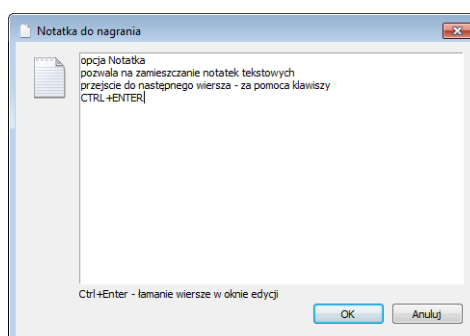 Notatka do nagrania
opcja Notatka
pozwala na zamieszczanie notatek tekstowych
przejscie do następnego wiersza - za pomoca klawiszy
CTRL+ENTER
Ctrl+Enter - łamanie wiersze w oknie edycji
OK
Anuluj